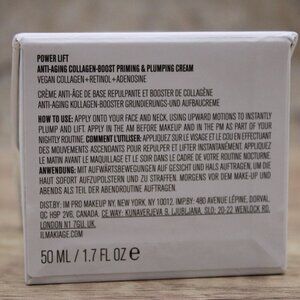 POWER LIFT
ANTI-AGING COLLAGEN-BOOST PRIMING & PLUMPING CREAM
VEGAN COLLAGEN+RETINOL+ADENOSINE
CRÈME ANTI-ÂGE DE BASE REPULPANTE ET BOOSTER DE COLLAGÈNE
ANTI-AGING KOLLAGEN-BOOSTER GRUNDIERUNGS- UND AUFBAUCREME
HOW TO USE: APPLY ONTO YOUR FACE AND NECK, USING UPWARD MOTIONS TO INSTANTLY
PLUMP AND LIFT. APPLY IN THE AM BEFORE MAKEUP AND IN THE PM AS PART OF YOUR
NIGHTLY ROUTINE. COMMENT L'UTILISER: APPLIQUEZ SUR LE VISAGE ET LE COU EN EFFECTUANT
DES MOUVEMENTS ASCENDANTS POUR REPULPER ET LIFTER INSTANTANÉMENT. APPLIQUEZ
LE MATIN AVANT LE MAQUILLAGE ET LE SOIR DANS LE CADRE DE VOTRE ROUTINE NOCTURNE
ANWENDUNG: MIT AUFWÄRTSBEWEGUNGEN AUF GESICHT UND HALS AUFTRAGEN, UM DIE
HAUT SOFORT AUFZUPOLSTERN UND ZU STRAFFEN. MORGENS VOR DEM MAKE-UP UND
ABENDS ALS TEIL DER ABENDROUTINE AUFTRAGEN.
DIST./DIST: IM PRO MAKEUP NY, NEW YORK, NY 10012. IMP/IMP: 480 AVENUE LÉPINE, DORVAL,
QC H9P 2V6, CANADA. CE.WAY: KUNAVERJEVA 9, LJUBLJANA, SLO; 20-22 WENLOCK RD,
LONDON N1 7GU, UK.
ILMAKIAGE.COM
50 ML / 1.7 FL OZ ℮